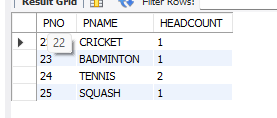 Result Grid Filter Rows:
PNO PNAME HEADCOUNT
22 CRICKET 1
23 BADMINTON 1
24 TENNIS 2
25 SQUASH 1